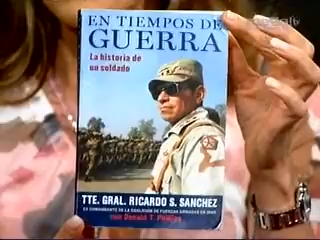 EN TIEMPOS DE
GUERRA
La historia de
un soldado
TTE. GRAL. RICARDO S. SANCHEZ
EX COMANDANTE DE LA COALICIÓN DE FUERZAS ARMADAS EN IRAK
con Donald T. Phillips